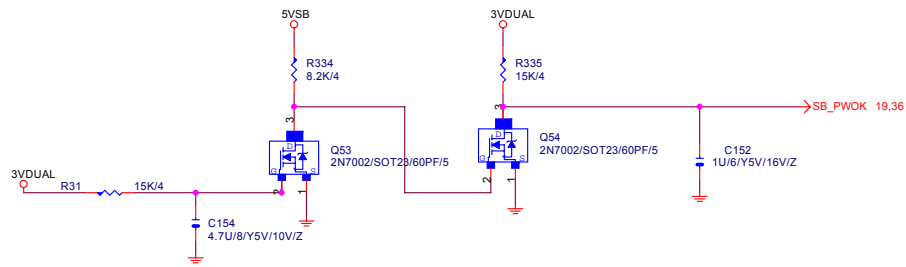 5VSB
3VDUAL
R334
8.2K/4
R335
15K/4
3
3
SB_PWOK 19,36
D
G S
Q53
2N7002/SOT23/60PF/5
D
G S
Q54
2N7002/SOT23/60PF/5
C152
1U/6/Y5V/16V/Z
3VDUAL
R31
15K/4
2
1
2
1
C154
4.7U/8/Y5V/10V/Z